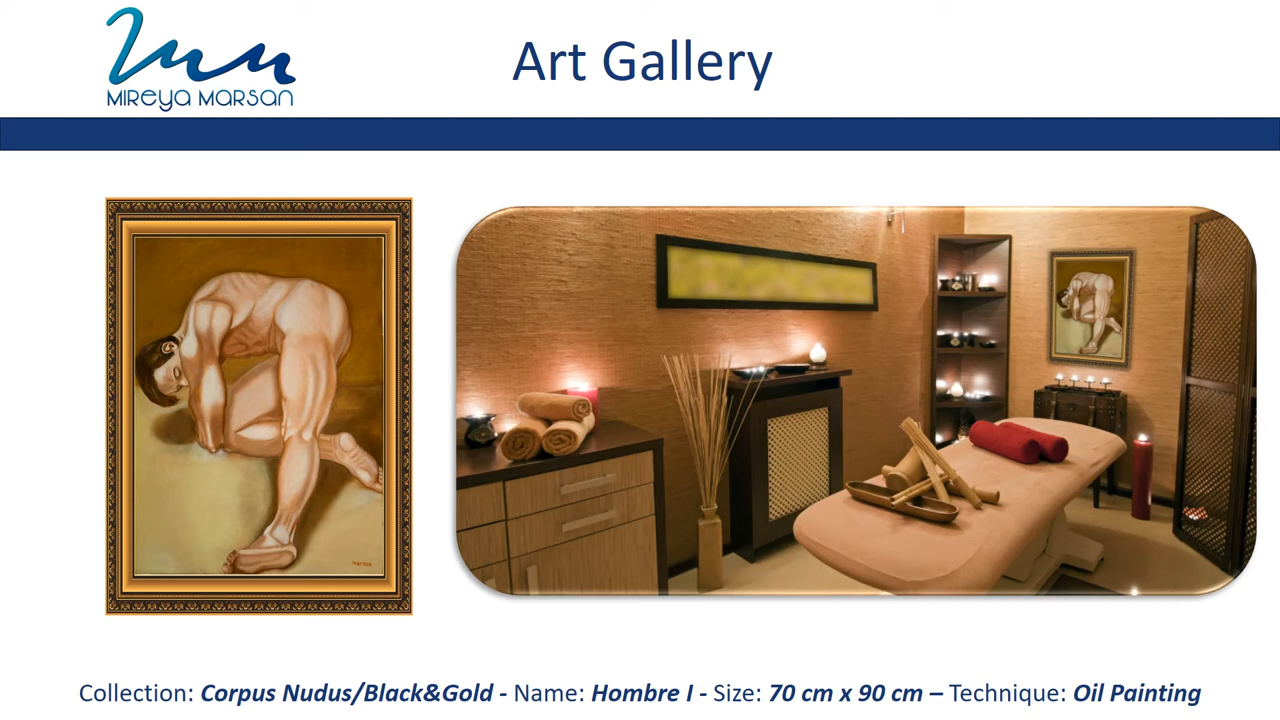 Art Gallery
MIREYA MARSAN
Marsan
Collection: Corpus Nudus/Black&Gold - Name: Hombre I - Size: 70 cm x 90 cm – Technique: Oil Painting